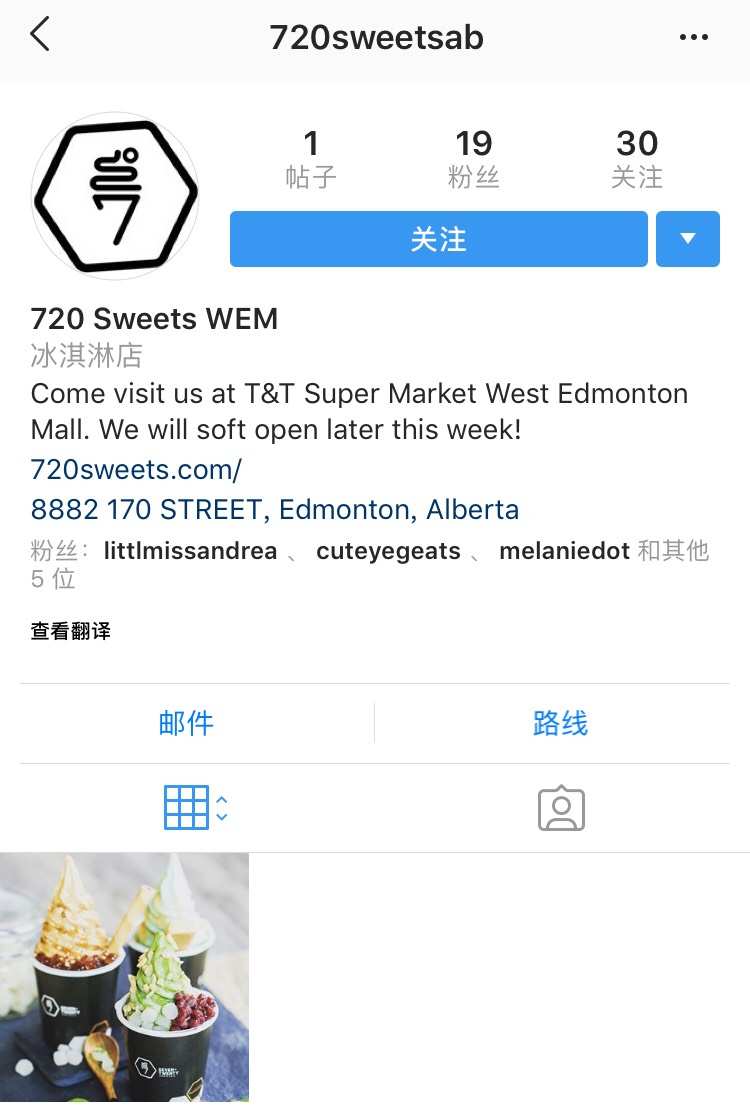 720sweetsab
1 19 30
帖子 粉丝 关注
关注
720 Sweets WEM
冰淇淋店
Come visit us at T&T Super Market West Edmonton
Mall. We will soft open later this week!
720sweets.com/
8882 170 STREET, Edmonton, Alberta
粉丝：littlmissandrea 、 cuteyegeats 、 melaniedot 和其他
5 位
查看翻译
邮件 路线
SEVEN+
TWENTY